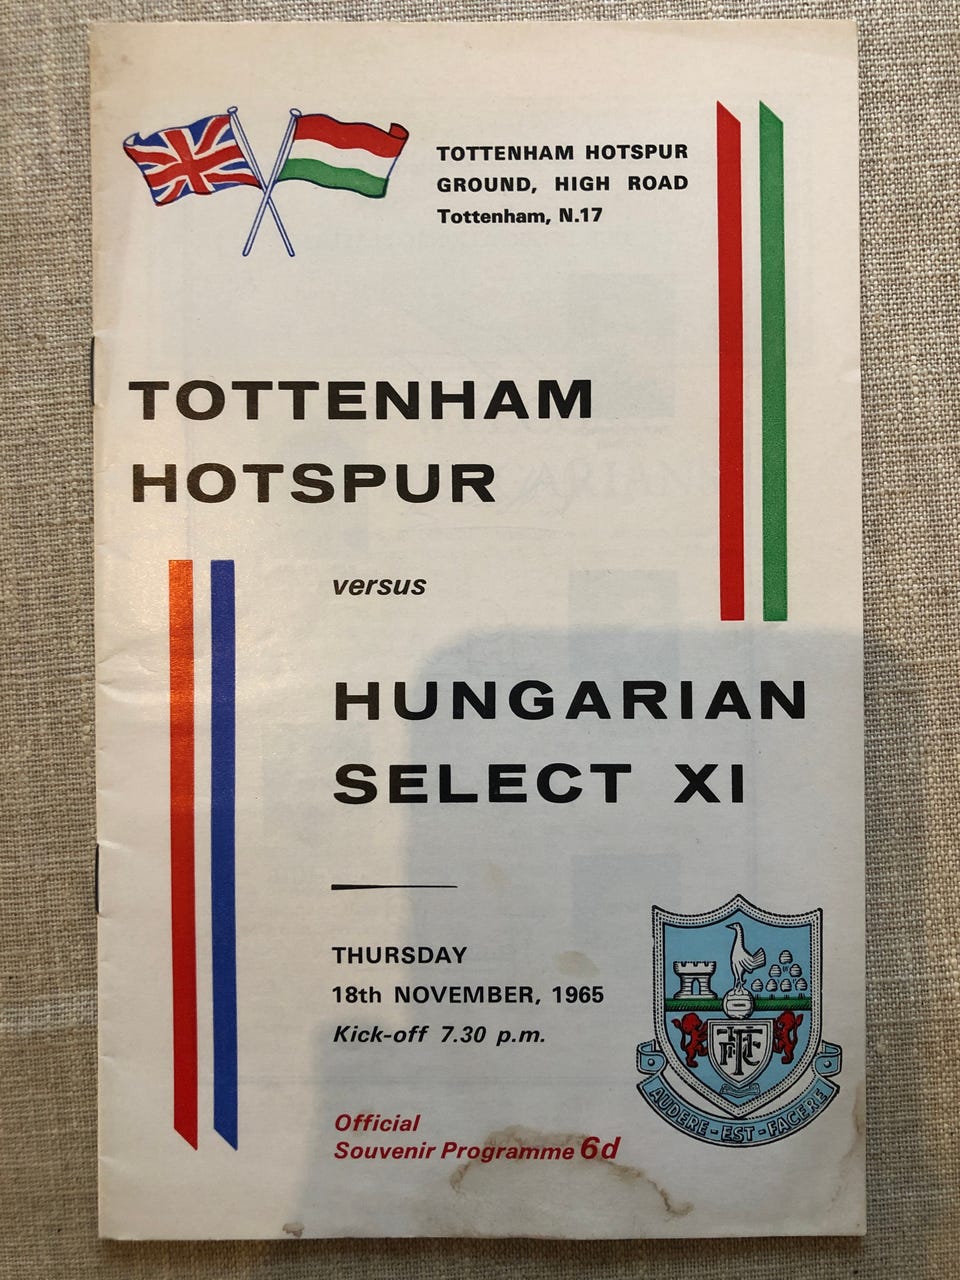 TOTTENHAM HOTSPUR
GROUND, HIGH ROAD
Tottenham, N.17
TOTTENHAM
HOTSPUR
versus
HUNGARIAN
SELECT XI
THURSDAY
18th NOVEMBER, 1965
Kick-off 7.30 p.m.
Official
Souvenir Programme 6d
AUDERE-EST-FACERE